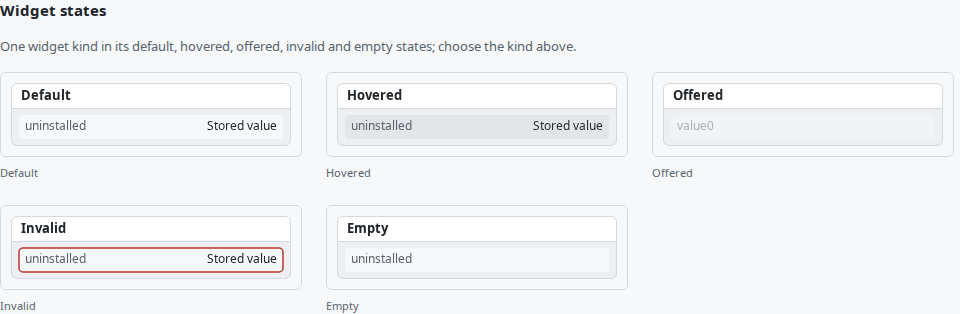 Widget states
One widget kind in its default, hovered, offered, invalid and empty states; choose the kind above.
Default
uninstalled Stored value
Default
Hovered
uninstalled Stored value
Hovered
Offered
value0
Offered
Invalid
uninstalled Stored value
Invalid
Empty
uninstalled
Empty